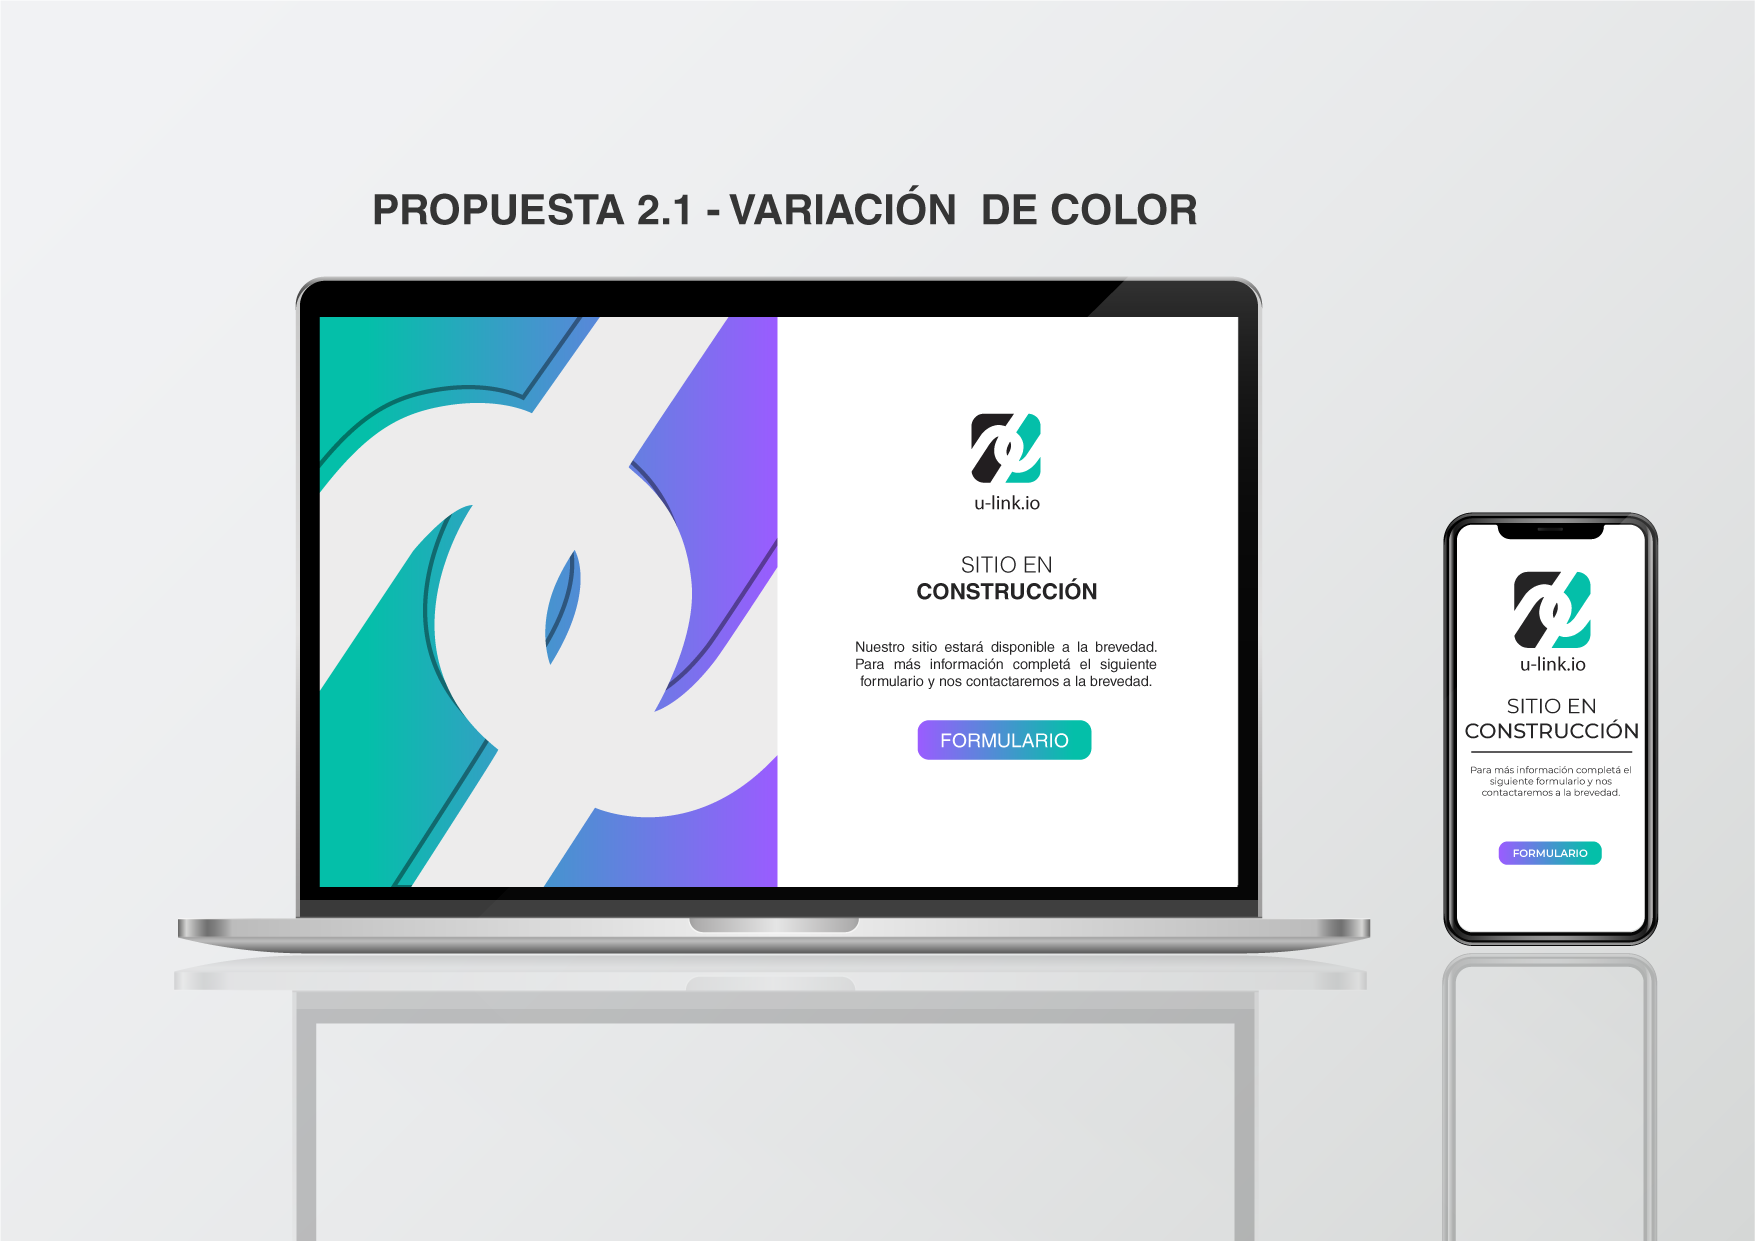 PROPUESTA 2.1 - VARIACIÓN  DE COLOR
u-link.io
SITIO EN
CONSTRUCCIÓN
Nuestro sitio estará disponible a la brevedad.
Para más información completá el siguiente
formulario y nos contactaremos a la brevedad.
FORMULARIO
u-link.io
SITIO EN
CONSTRUCCIÓN
Para más información completá el
siguiente formulario y nos
contactaremos a la brevedad.
FORMULARIO